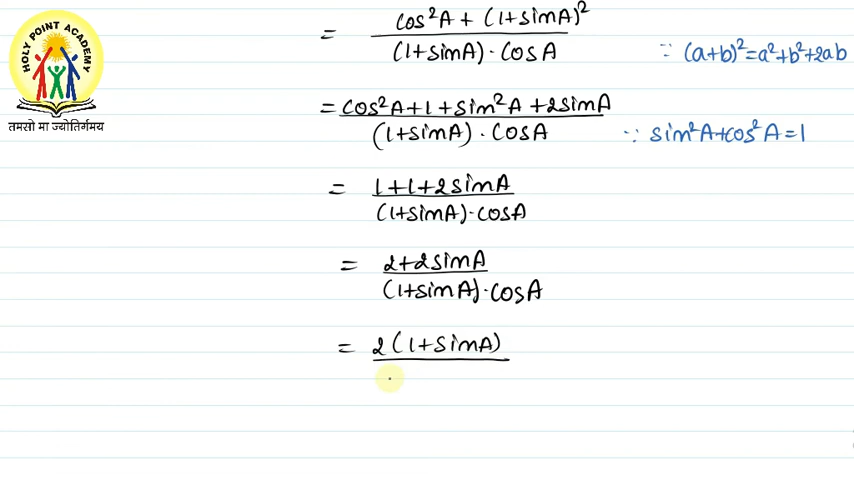 HOLY POINT ACADEMY
तमसो मा ज्योतिर्गमय
= cos²A + (1+sinA)² / (1+sinA)·cosA ∵ (a+b)²=a²+b²+2ab
= cos²A+1+sin²A+2sinA / (1+sinA)·cosA ∵ sin²A+cos²A=1
= 1+1+2sinA / (1+sinA)·cosA
= 2+2sinA / (1+sinA)·cosA
= 2(1+sinA)